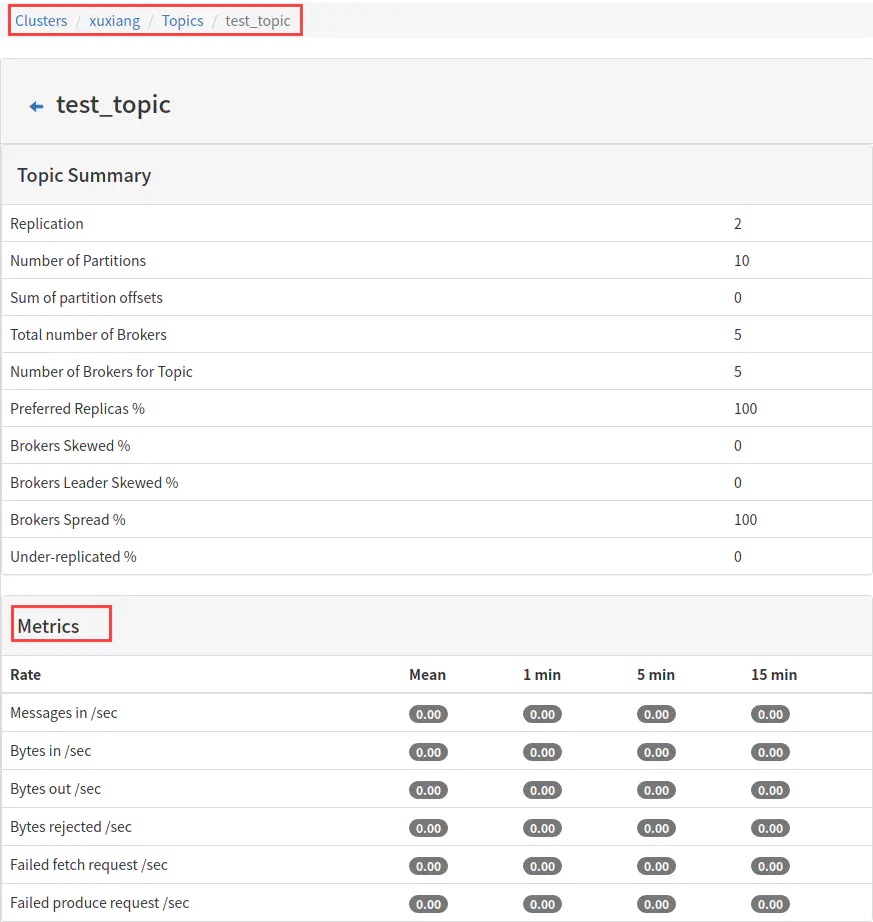 Clusters / xuxiang / Topics / test_topic
test_topic
Topic Summary
Replication 2
Number of Partitions 10
Sum of partition offsets 0
Total number of Brokers 5
Number of Brokers for Topic 5
Preferred Replicas % 100
Brokers Skewed % 0
Brokers Leader Skewed % 0
Brokers Spread % 100
Under-replicated % 0
Metrics
Rate Mean 1 min 5 min 15 min
Messages in /sec 0.00 0.00 0.00 0.00
Bytes in /sec 0.00 0.00 0.00 0.00
Bytes out /sec 0.00 0.00 0.00 0.00
Bytes rejected /sec 0.00 0.00 0.00 0.00
Failed fetch request /sec 0.00 0.00 0.00 0.00
Failed produce request /sec 0.00 0.00 0.00 0.00